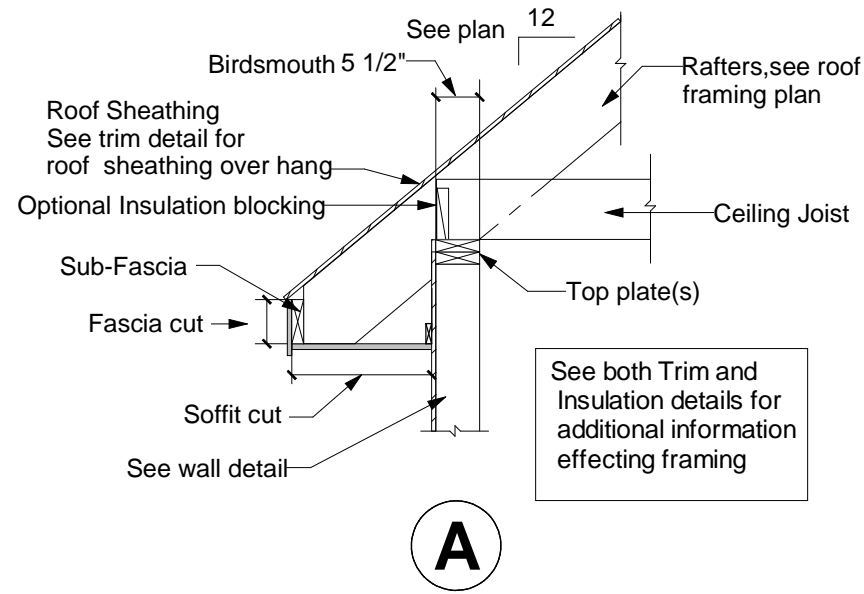 See plan
12
Birdsmouth 5 1/2"
Rafters,see roof
framing plan
Roof Sheathing
See trim detail for
roof sheathing over hang
Optional Insulation blocking
Ceiling Joist
Sub-Fascia
Top plate(s)
Fascia cut
See both Trim and
Insulation details for
additional information
effecting framing
Soffit cut
See wall detail
A